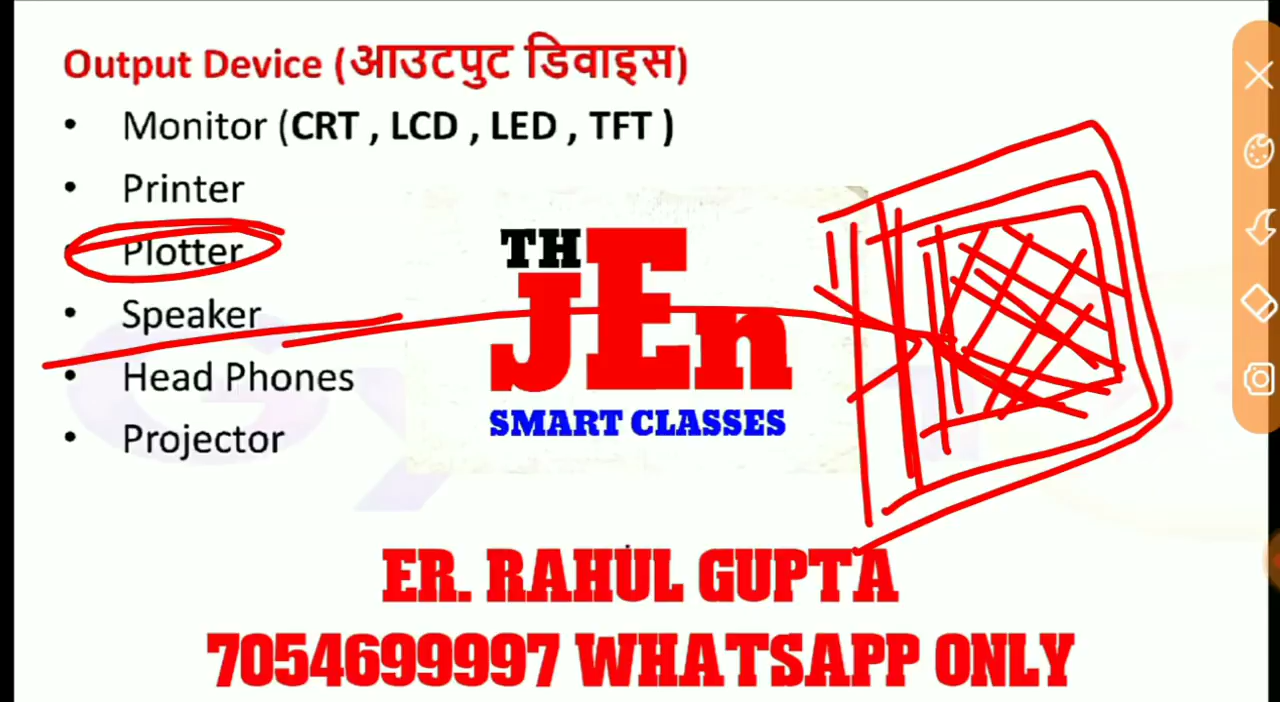 Output Device (आउटपुट डिवाइस)
• Monitor (CRT , LCD , LED , TFT )
• Printer
• Plotter
• Speaker
• Head Phones
• Projector
TH
JEn
SMART CLASSES
ER. RAHUL GUPTA
7054699997 WHATSAPP ONLY